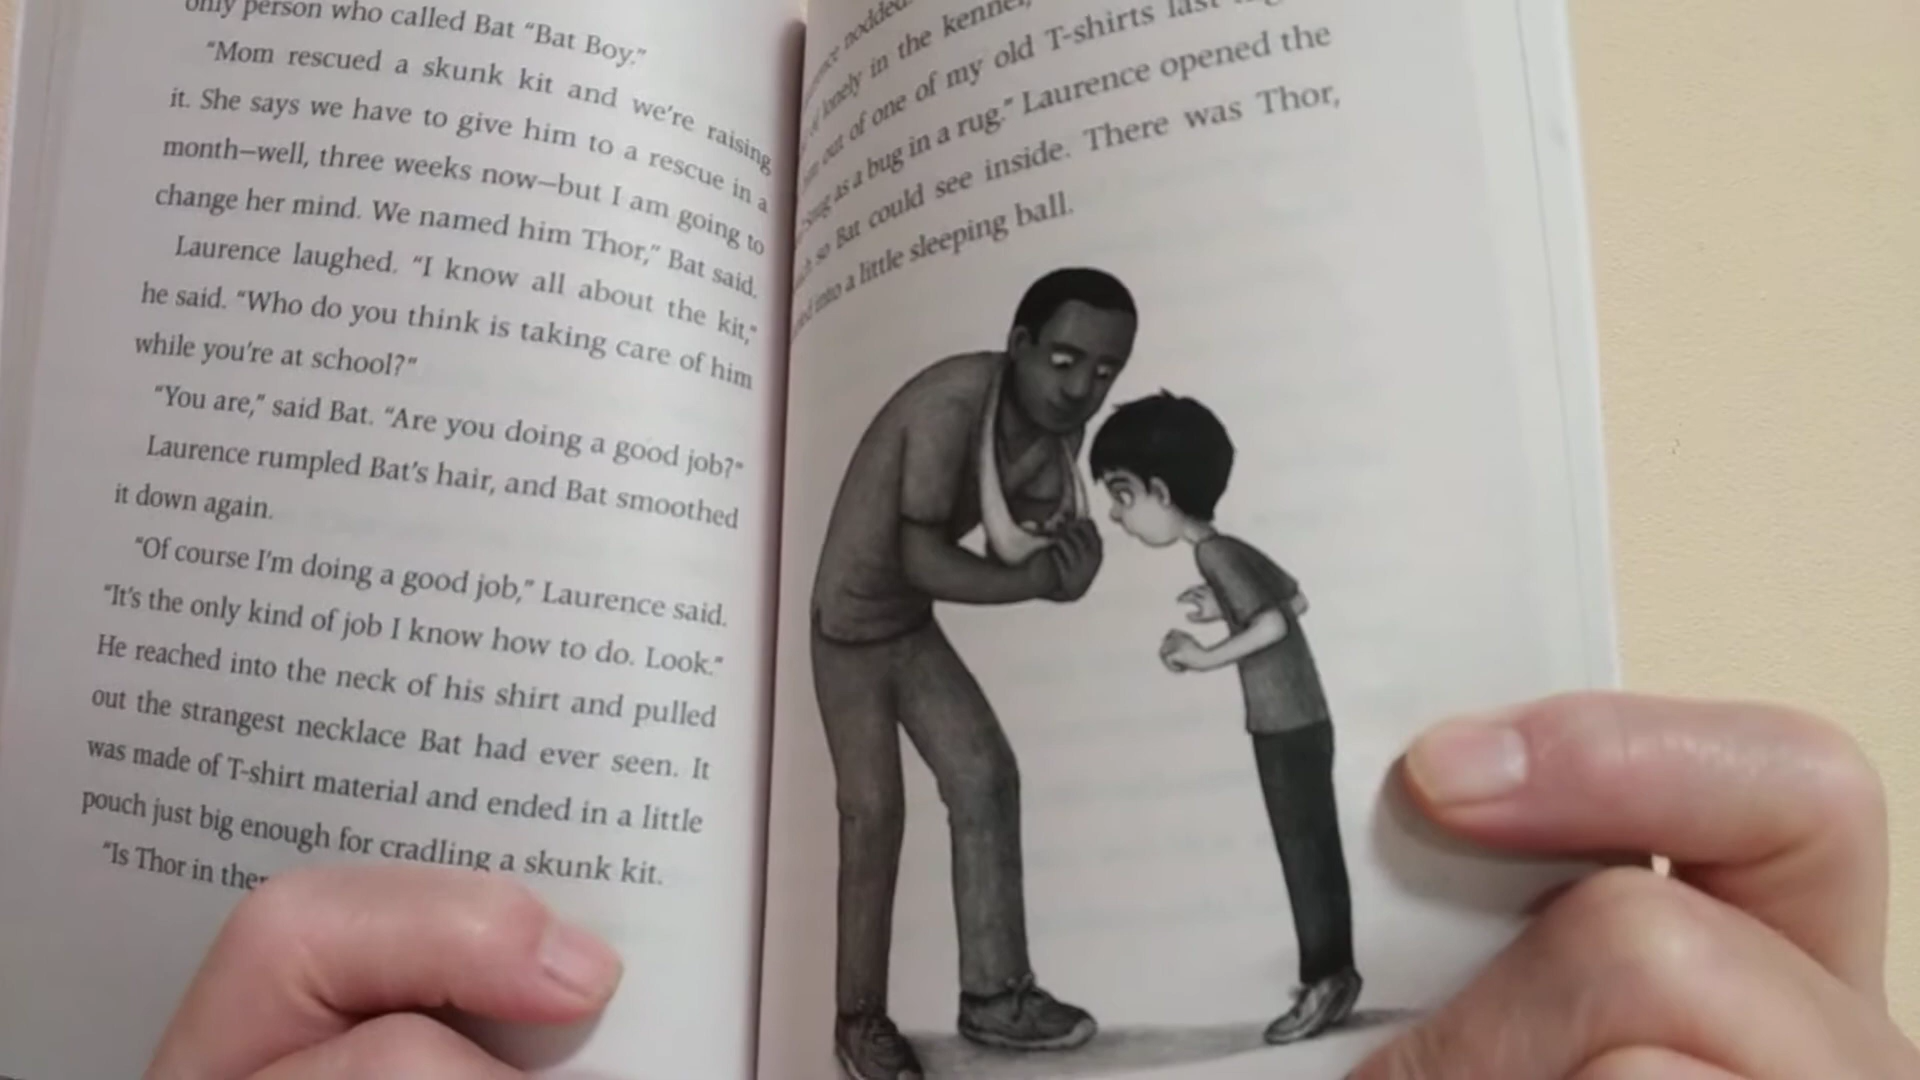 only person who called Bat “Bat Boy.”
“Mom rescued a skunk kit and we’re raising
it. She says we have to give him to a rescue in a
month—well, three weeks now—but I am going to
change her mind. We named him Thor,” Bat said.
Laurence laughed. “I know all about the kit,”
he said. “Who do you think is taking care of him
while you’re at school?”
“You are,” said Bat. “Are you doing a good job?”
Laurence rumpled Bat’s hair, and Bat smoothed
it down again.
“Of course I’m doing a good job,” Laurence said.
“It’s the only kind of job I know how to do. Look.”
He reached into the neck of his shirt and pulled
out the strangest necklace Bat had ever seen. It
was made of T-shirt material and ended in a little
pouch just big enough for cradling a skunk kit.
“Is Thor in
nodded.
lonely in the kennel,
out of one of my old T-shirts last
as a bug in a rug.” Laurence opened the
so Bat could see inside. There was Thor,
into a little sleeping ball.